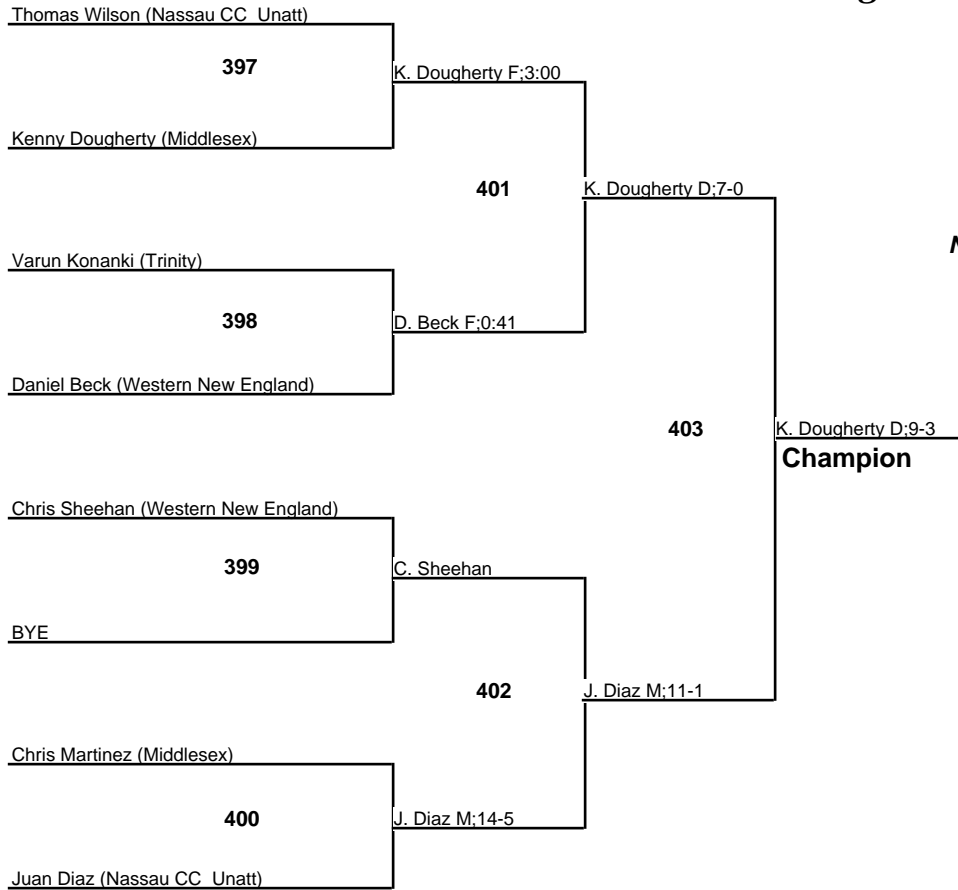 g
Thomas Wilson (Nassau CC Unatt)
397
K. Dougherty F;3:00
Kenny Dougherty (Middlesex)
401
K. Dougherty D;7-0
Varun Konanki (Trinity)
398
D. Beck F;0:41
Daniel Beck (Western New England)
403
K. Dougherty D;9-3
Champion
Chris Sheehan (Western New England)
399
C. Sheehan
BYE
402
J. Diaz M;11-1
Chris Martinez (Middlesex)
400
J. Diaz M;14-5
Juan Diaz (Nassau CC Unatt)